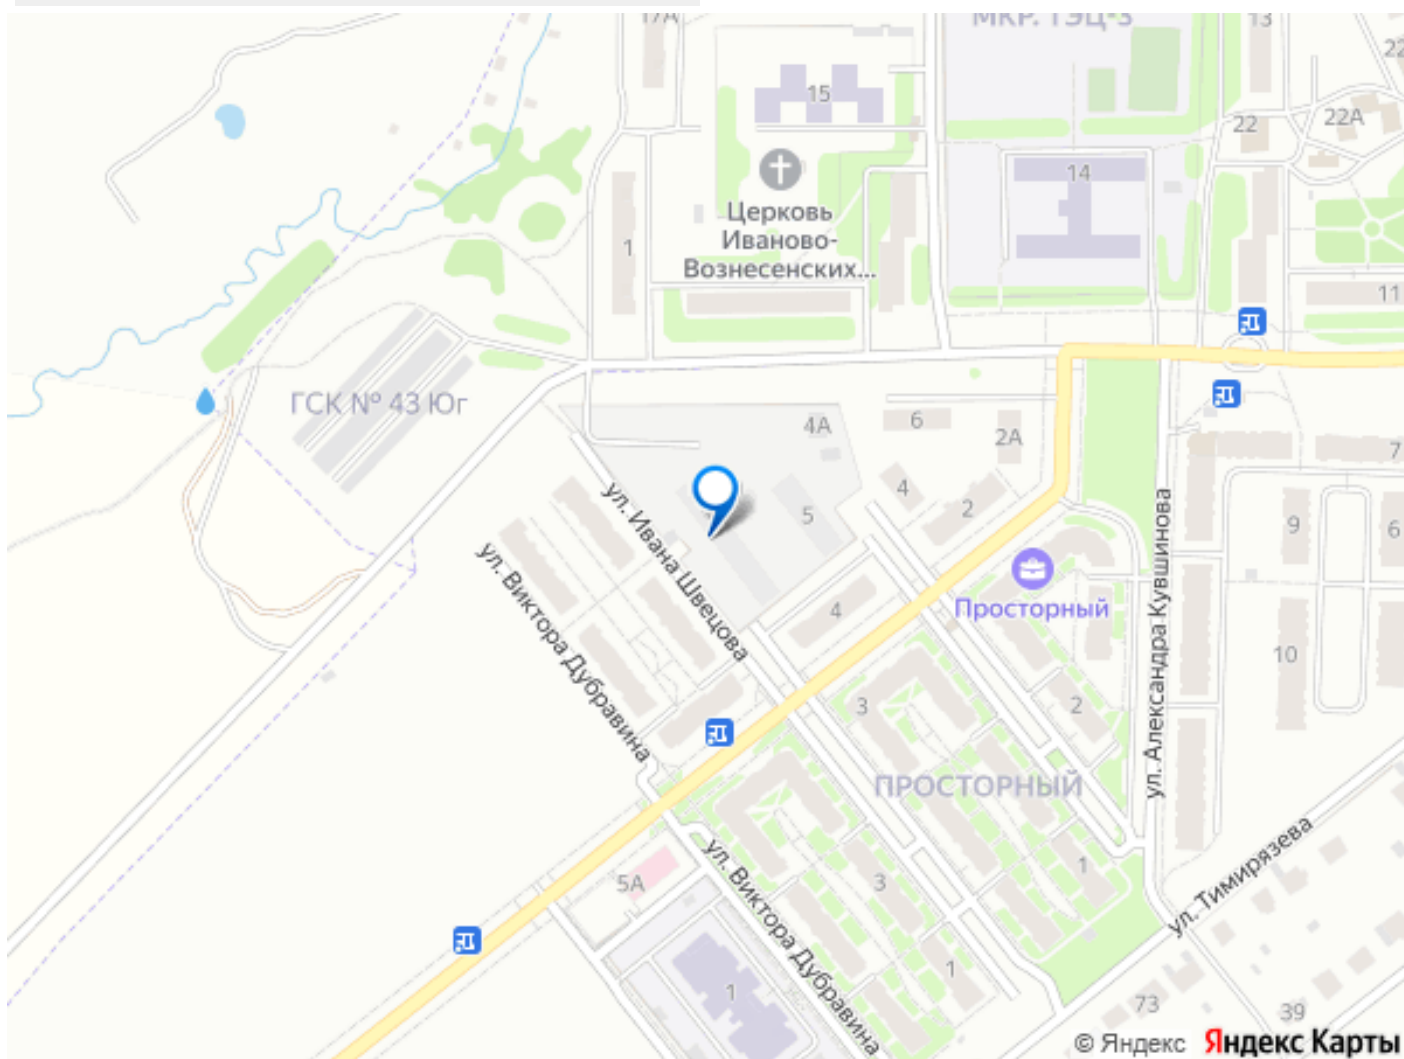 17А
МКР. ТЭЦ-3
13
22
15
22
22А
14
Церковь
Иваново-
Вознесенских...
1
11
ГСК № 43 Юг
4А
6
2А
7
4
2
5
9
6
ул. Ивана Швецова
ул. Виктора Дубравина
ул. Александра Кувшинова
Просторный
4
10
3
2
ПРОСТОРНЫЙ
ул. Тимирязева
ул. Виктора Дубравина
5А
3
1
1
1
73
39
© Яндекс Яндекс Карты